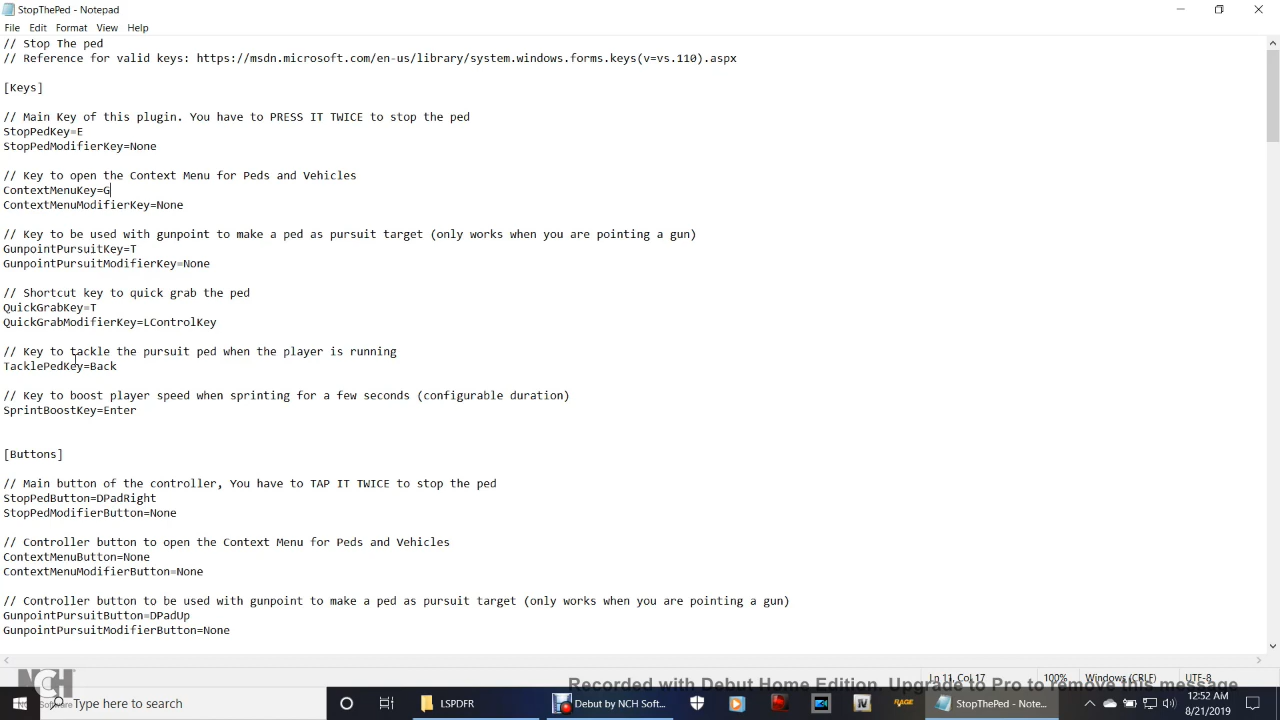 StopThePed - Notepad
File Edit Format View Help
// Stop The ped
// Reference for valid keys: https://msdn.microsoft.com/en-us/library/system.windows.forms.keys(v=vs.110).aspx
[Keys]
// Main Key of this plugin. You have to PRESS IT TWICE to stop the ped
StopPedKey=E
StopPedModifierKey=None
// Key to open the Context Menu for Peds and Vehicles
ContextMenuKey=G
ContextMenuModifierKey=None
// Key to be used with gunpoint to make a ped as pursuit target (only works when you are pointing a gun)
GunpointPursuitKey=T
GunpointPursuitModifierKey=None
// Shortcut key to quick grab the ped
QuickGrabKey=T
QuickGrabModifierKey=LControlKey
// Key to tackle the pursuit ped when the player is running
TacklePedKey=Back
// Key to boost player speed when sprinting for a few seconds (configurable duration)
SprintBoostKey=Enter
[Buttons]
// Main button of the controller, You have to TAP IT TWICE to stop the ped
StopPedButton=DPadRight
StopPedModifierButton=None
// Controller button to open the Context Menu for Peds and Vehicles
ContextMenuButton=None
ContextMenuModifierButton=None
// Controller button to be used with gunpoint to make a ped as pursuit target (only works when you are pointing a gun)
GunpointPursuitButton=DPadUp
GunpointPursuitModifierButton=None
Ln 11, Col 17 100% Windows (CRLF) UTF-8
Recorded with Debut Home Edition. Upgrade to Pro to remove this message
NCH Software
Type here to search
LSPDFR
Debut by NCH Soft...
IV
RAGE
StopThePed - Note...
12:52 AM
8/21/2019